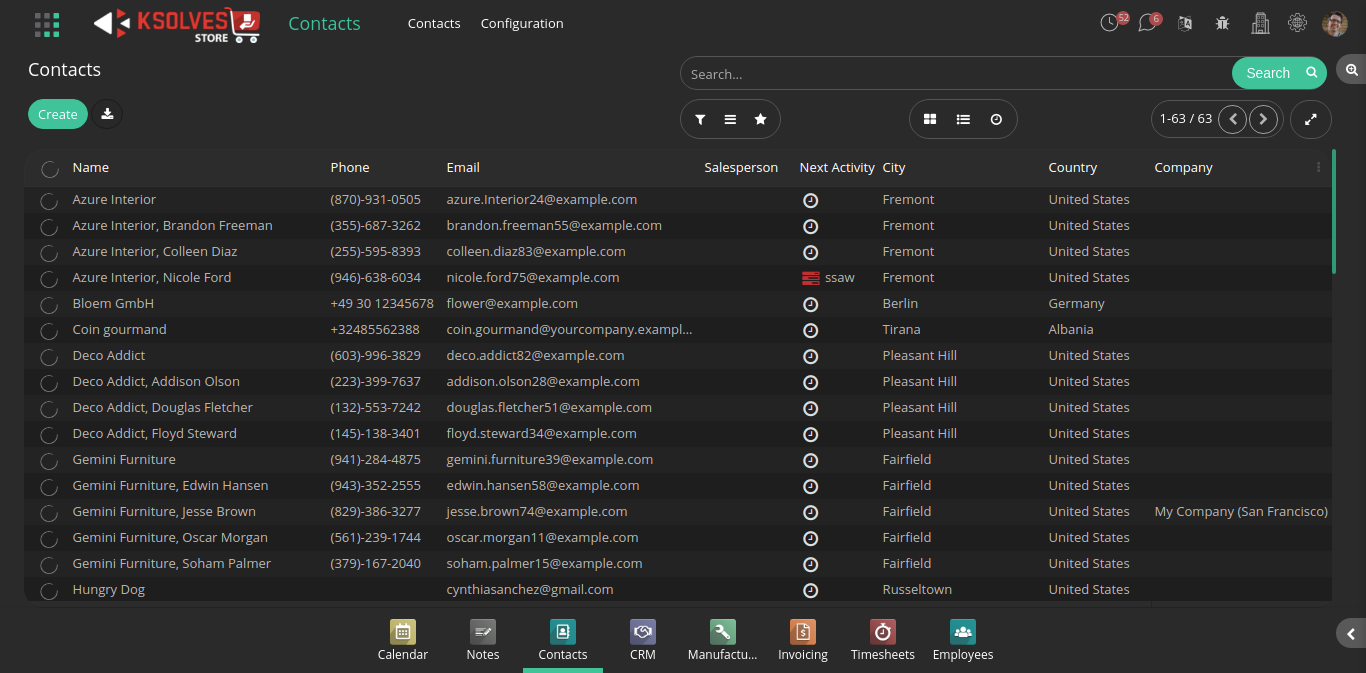 KSOLVES STORE Contacts Contacts Configuration 52 6
Contacts
Search... Search
Create
1-63 / 63
Name Phone Email Salesperson Next Activity City Country Company
Azure Interior (870)-931-0505 azure.Interior24@example.com Fremont United States
Azure Interior, Brandon Freeman (355)-687-3262 brandon.freeman55@example.com Fremont United States
Azure Interior, Colleen Diaz (255)-595-8393 colleen.diaz83@example.com Fremont United States
Azure Interior, Nicole Ford (946)-638-6034 nicole.ford75@example.com ssaw Fremont United States
Bloem GmbH +49 30 12345678 flower@example.com Berlin Germany
Coin gourmand +32485562388 coin.gourmand@yourcompany.exampl... Tirana Albania
Deco Addict (603)-996-3829 deco.addict82@example.com Pleasant Hill United States
Deco Addict, Addison Olson (223)-399-7637 addison.olson28@example.com Pleasant Hill United States
Deco Addict, Douglas Fletcher (132)-553-7242 douglas.fletcher51@example.com Pleasant Hill United States
Deco Addict, Floyd Steward (145)-138-3401 floyd.steward34@example.com Pleasant Hill United States
Gemini Furniture (941)-284-4875 gemini.furniture39@example.com Fairfield United States
Gemini Furniture, Edwin Hansen (943)-352-2555 edwin.hansen58@example.com Fairfield United States
Gemini Furniture, Jesse Brown (829)-386-3277 jesse.brown74@example.com Fairfield United States My Company (San Francisco)
Gemini Furniture, Oscar Morgan (561)-239-1744 oscar.morgan11@example.com Fairfield United States
Gemini Furniture, Soham Palmer (379)-167-2040 soham.palmer15@example.com Fairfield United States
Hungry Dog cynthiasanchez@gmail.com Russeltown United States
Calendar Notes Contacts CRM Manufactu... Invoicing Timesheets Employees